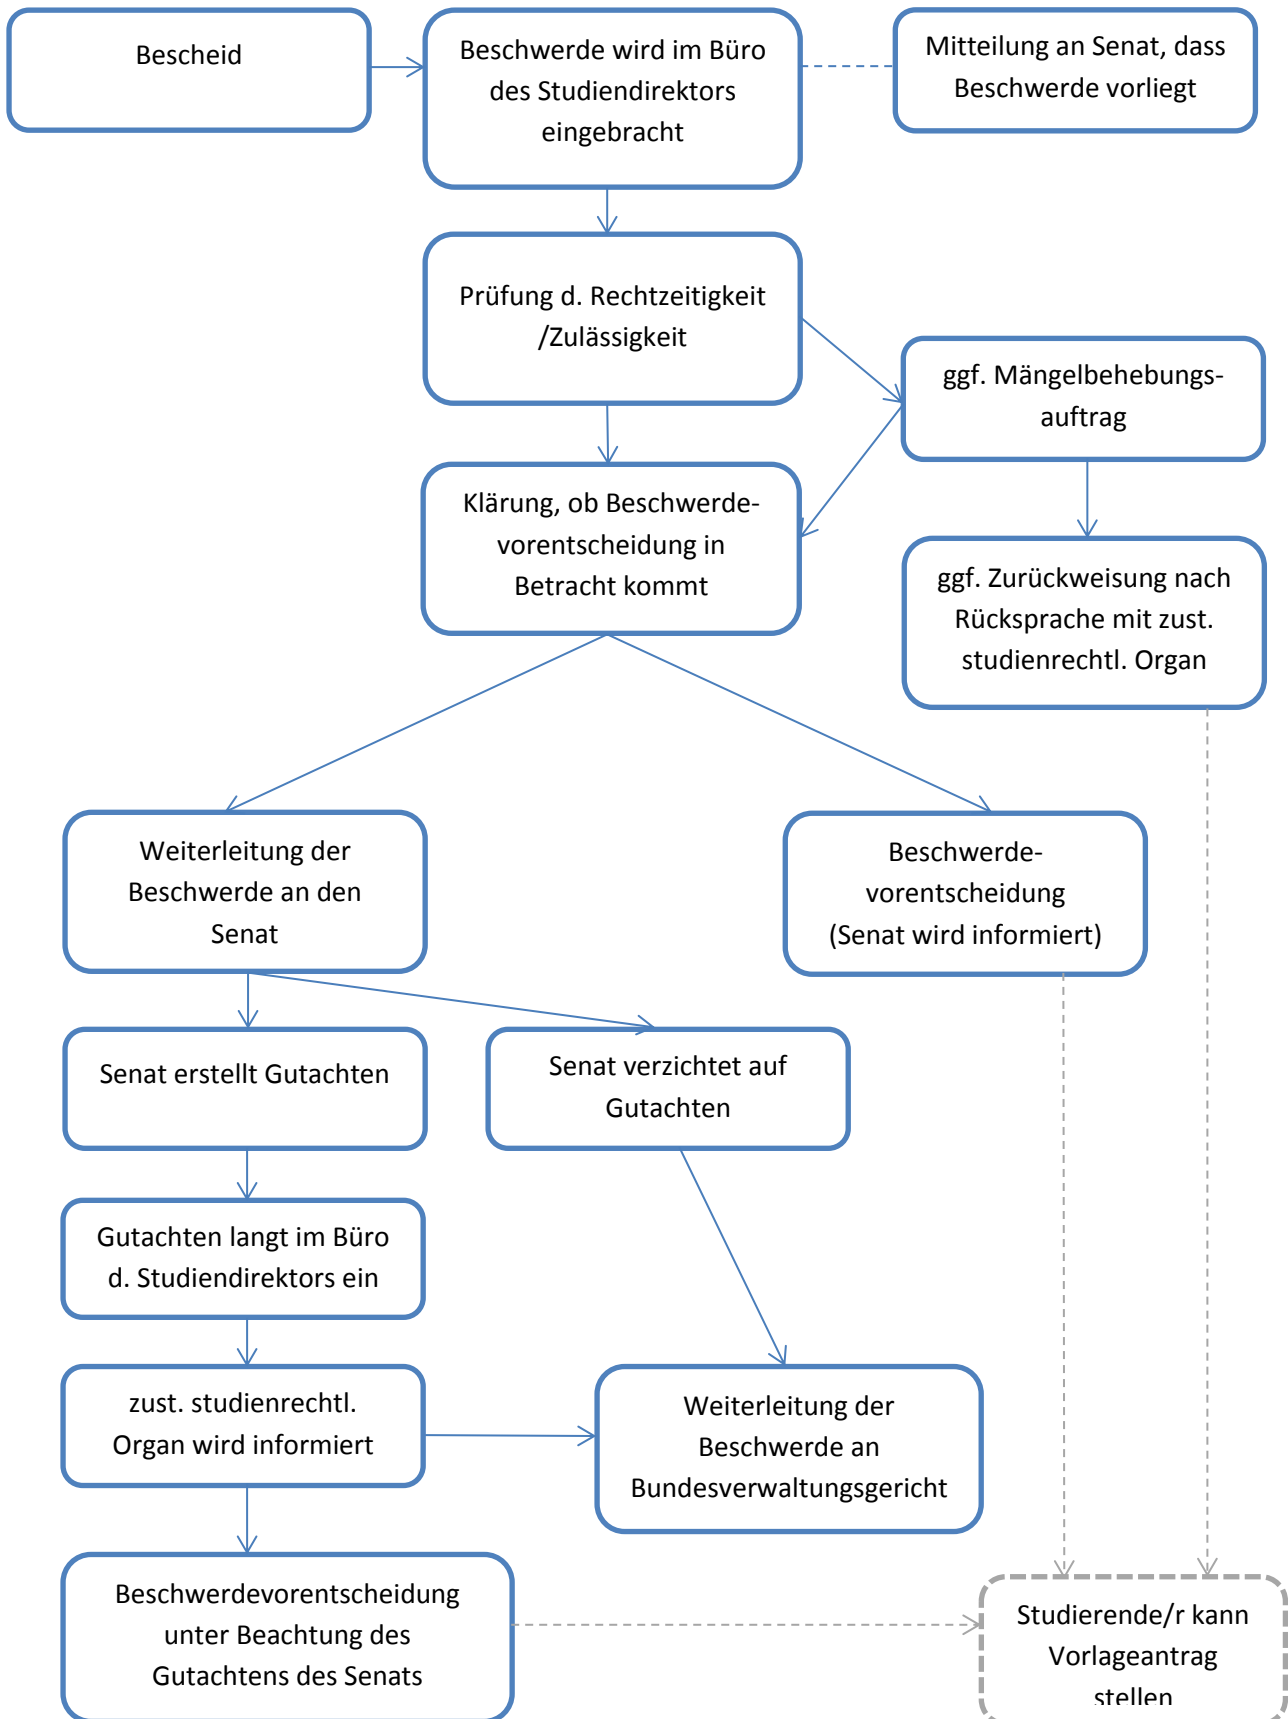 Bescheid
Beschwerde wird im Büro
des Studiendirektors
eingebracht
Mitteilung an Senat, dass
Beschwerde vorliegt
Prüfung d. Rechtzeitigkeit
/Zulässigkeit
ggf. Mängelbehebungs-
auftrag
Klärung, ob Beschwerde-
vorentscheidung in
Betracht kommt
ggf. Zurückweisung nach
Rücksprache mit zust.
studienrechtl. Organ
Weiterleitung der
Beschwerde an den
Senat
Beschwerde-
vorentscheidung
(Senat wird informiert)
Senat erstellt Gutachten
Senat verzichtet auf
Gutachten
Gutachten langt im Büro
d. Studiendirektors ein
zust. studienrechtl.
Organ wird informiert
Weiterleitung der
Beschwerde an
Bundesverwaltungsgericht
Beschwerdevorentscheidung
unter Beachtung des
Gutachtens des Senats
Studierende/r kann
Vorlageantrag
stellen